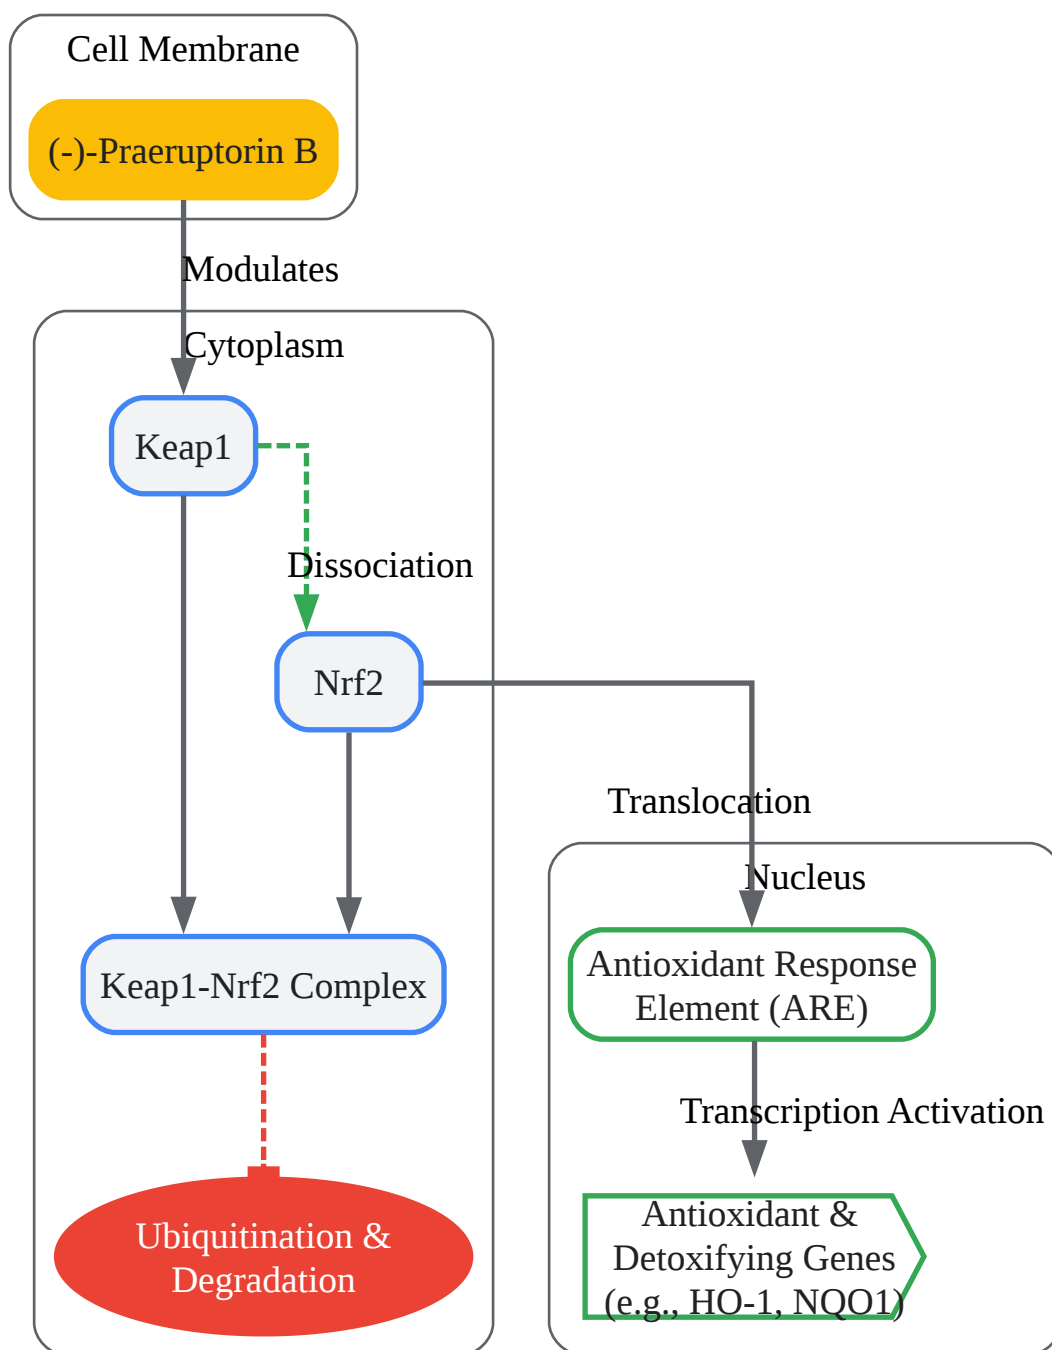 Cell Membrane
(-)-Praeruptorin B
Modulates
Cytoplasm
Keap1
Dissociation
Nrf2
Translocation
Nucleus
Antioxidant Response
Element (ARE)
Keap1-Nrf2 Complex
Transcription Activation
Ubiquitination &
Degradation
Antioxidant &
Detoxifying Genes
(e.g., HO-1, NQO1)